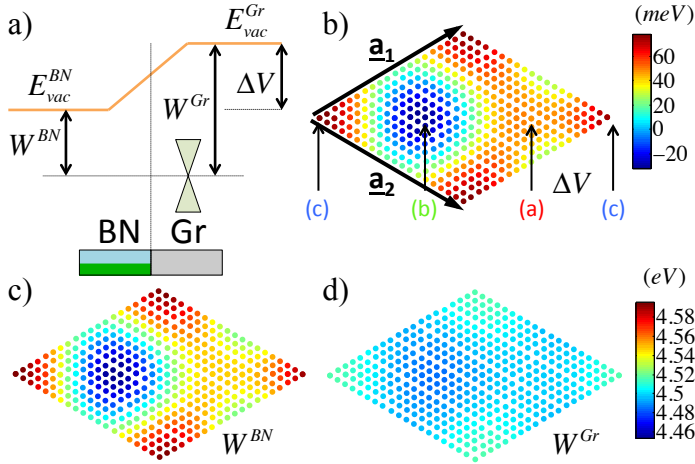 a)
E_vac^Gr
E_vac^BN
ΔV
W^Gr
W^BN
BN Gr
b)
(meV)
a1
60
40
20
0
−20
a2
ΔV
(c)
(b)
(a)
(c)
c)
W^BN
d)
W^Gr
(eV)
4.58
4.56
4.54
4.52
4.50
4.48
4.46